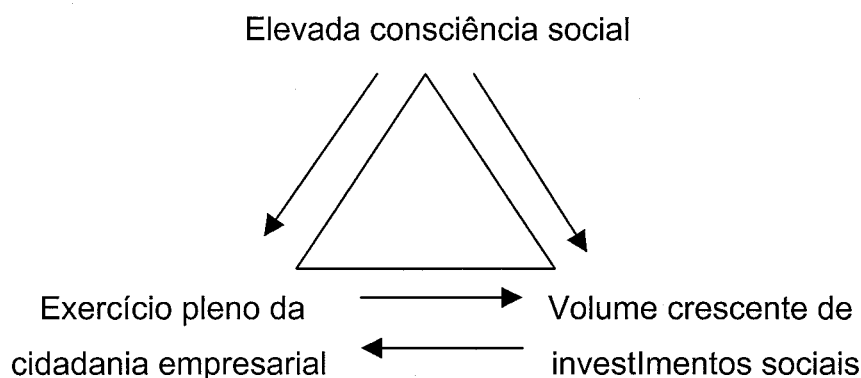 Elevada consciência social
Exercício pleno da
cidadania empresarial
Volume crescente de
investImentos sociais